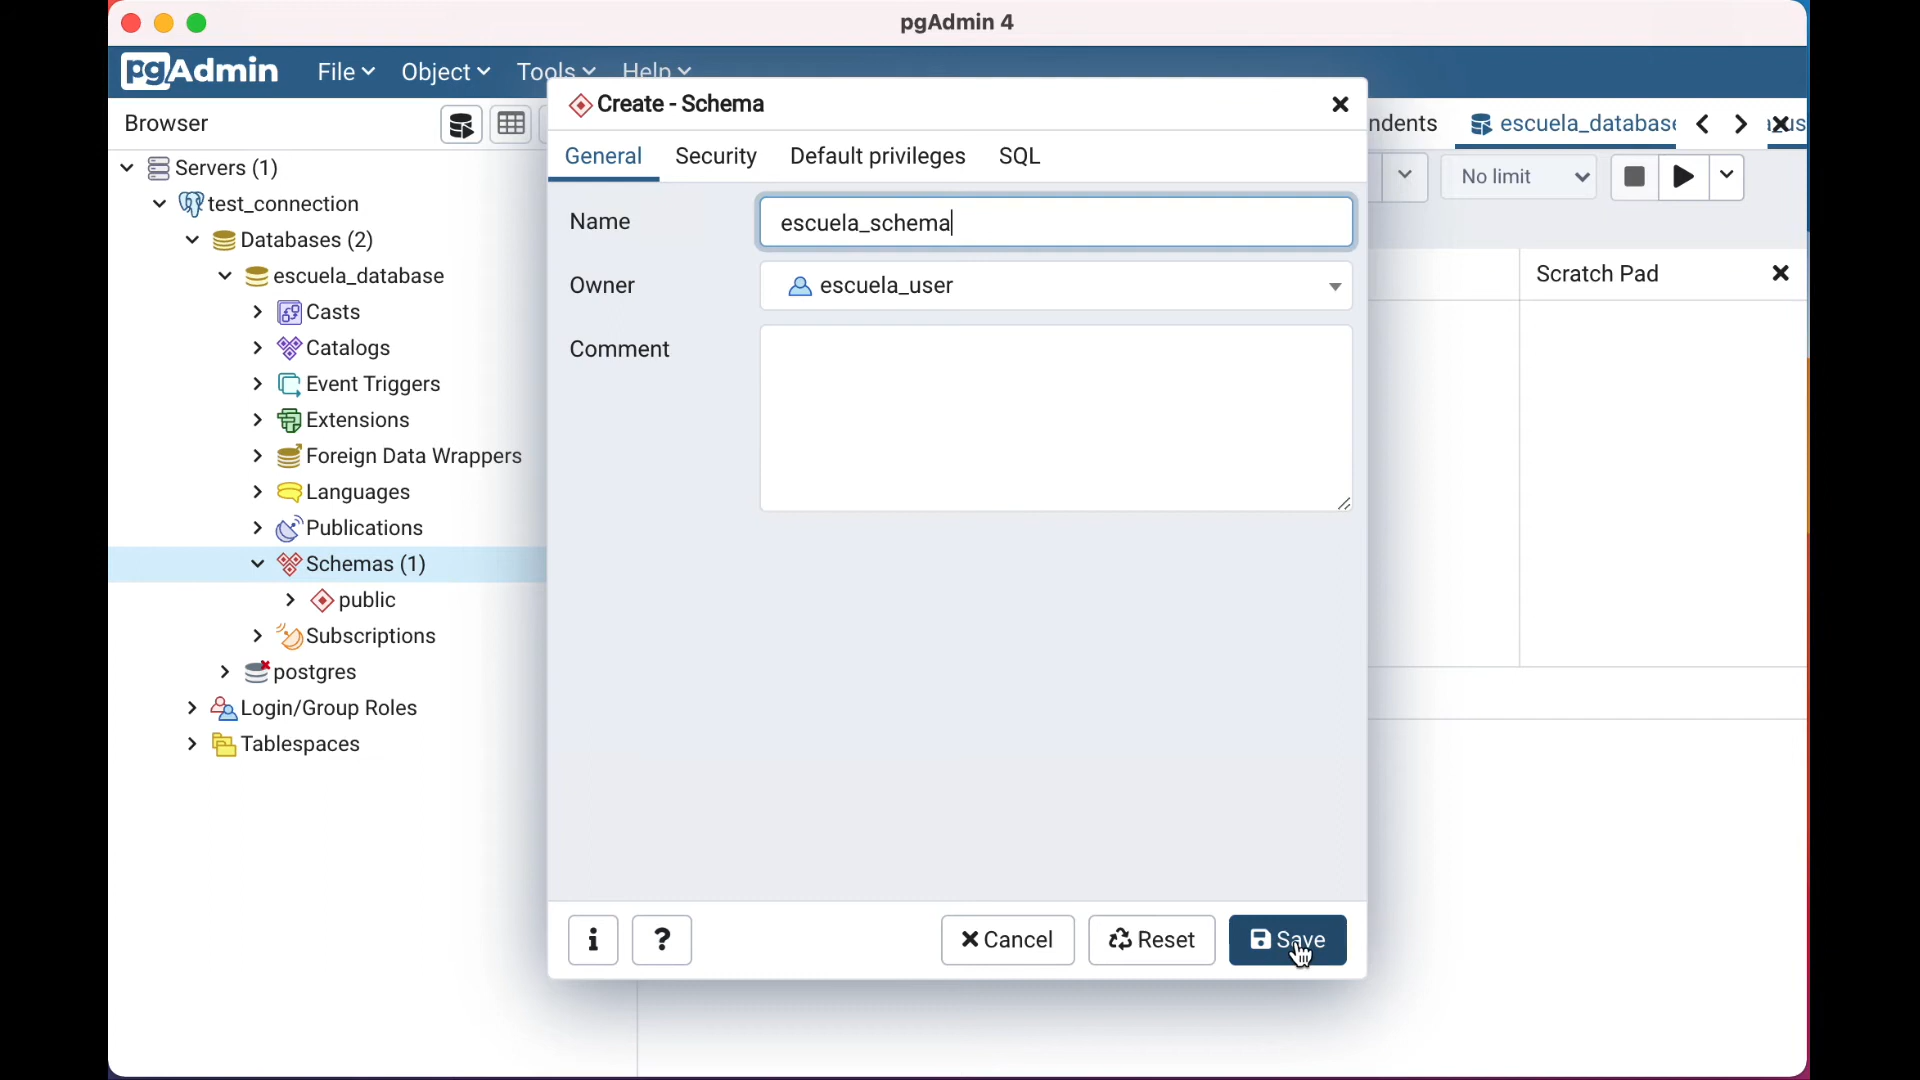 pgAdmin 4
pgAdmin File Object Tools Help
Create - Schema
Browser
ndents escuela_database
General Security Default privileges SQL
Servers (1)
No limit
test_connection
Name escuela_schema
Databases (2)
escuela_database
Scratch Pad
Owner escuela_user
Casts
Catalogs
Comment
Event Triggers
Extensions
Foreign Data Wrappers
Languages
Publications
Schemas (1)
public
Subscriptions
postgres
Login/Group Roles
Tablespaces
i ? Cancel Reset Save